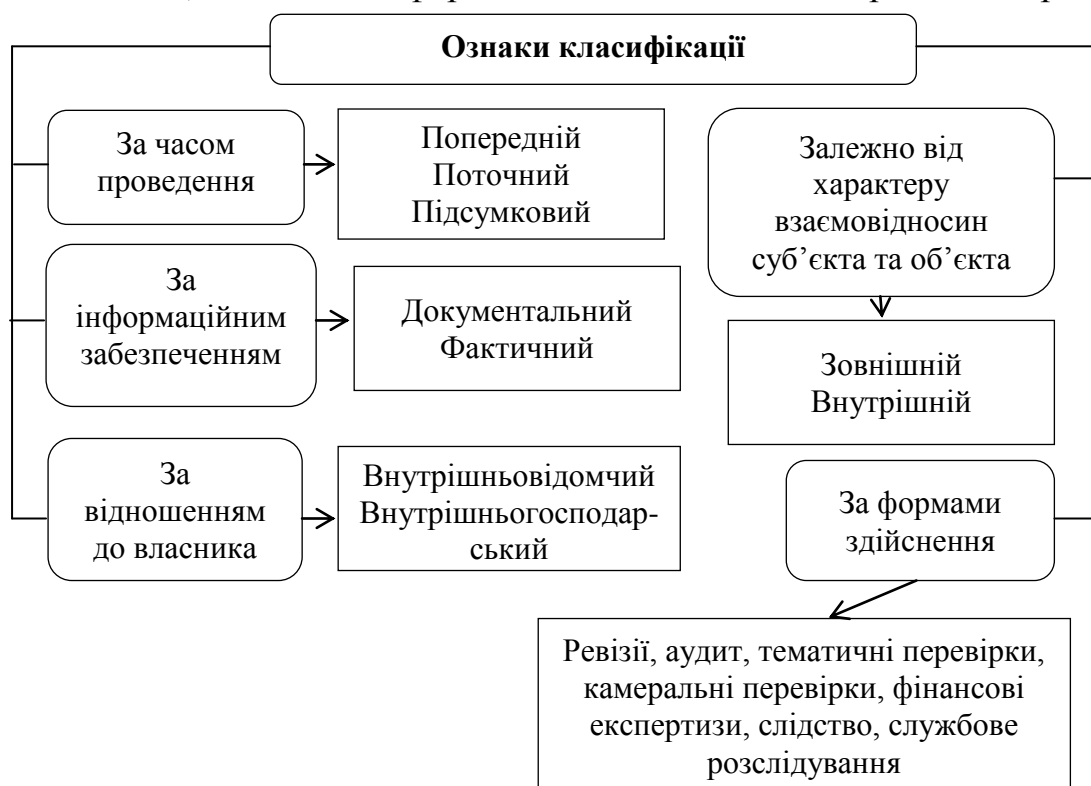 Ознаки класифікації
За часом
проведення
Попередній
Поточний
Підсумковий
За
інформаційним
забезпеченням
Документальний
Фактичний
За
відношенням
до власника
Внутрішньовідомчий
Внутрішньогосподар-
ський
Залежно від
характеру
взаємовідносин
суб’єкта та об’єкта
Зовнішній
Внутрішній
За формами
здійснення
Ревізії, аудит, тематичні перевірки,
камеральні перевірки, фінансові
експертизи, слідство, службове
розслідування